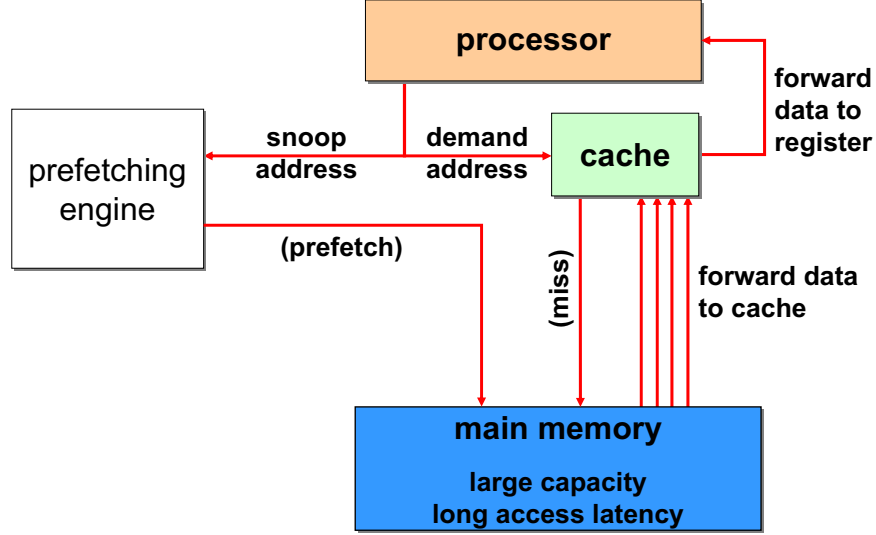 processor
forward
data to
register
snoop
address
demand
address
cache
prefetching
engine
(prefetch)
(miss)
forward data
to cache
main memory
large capacity
long access latency